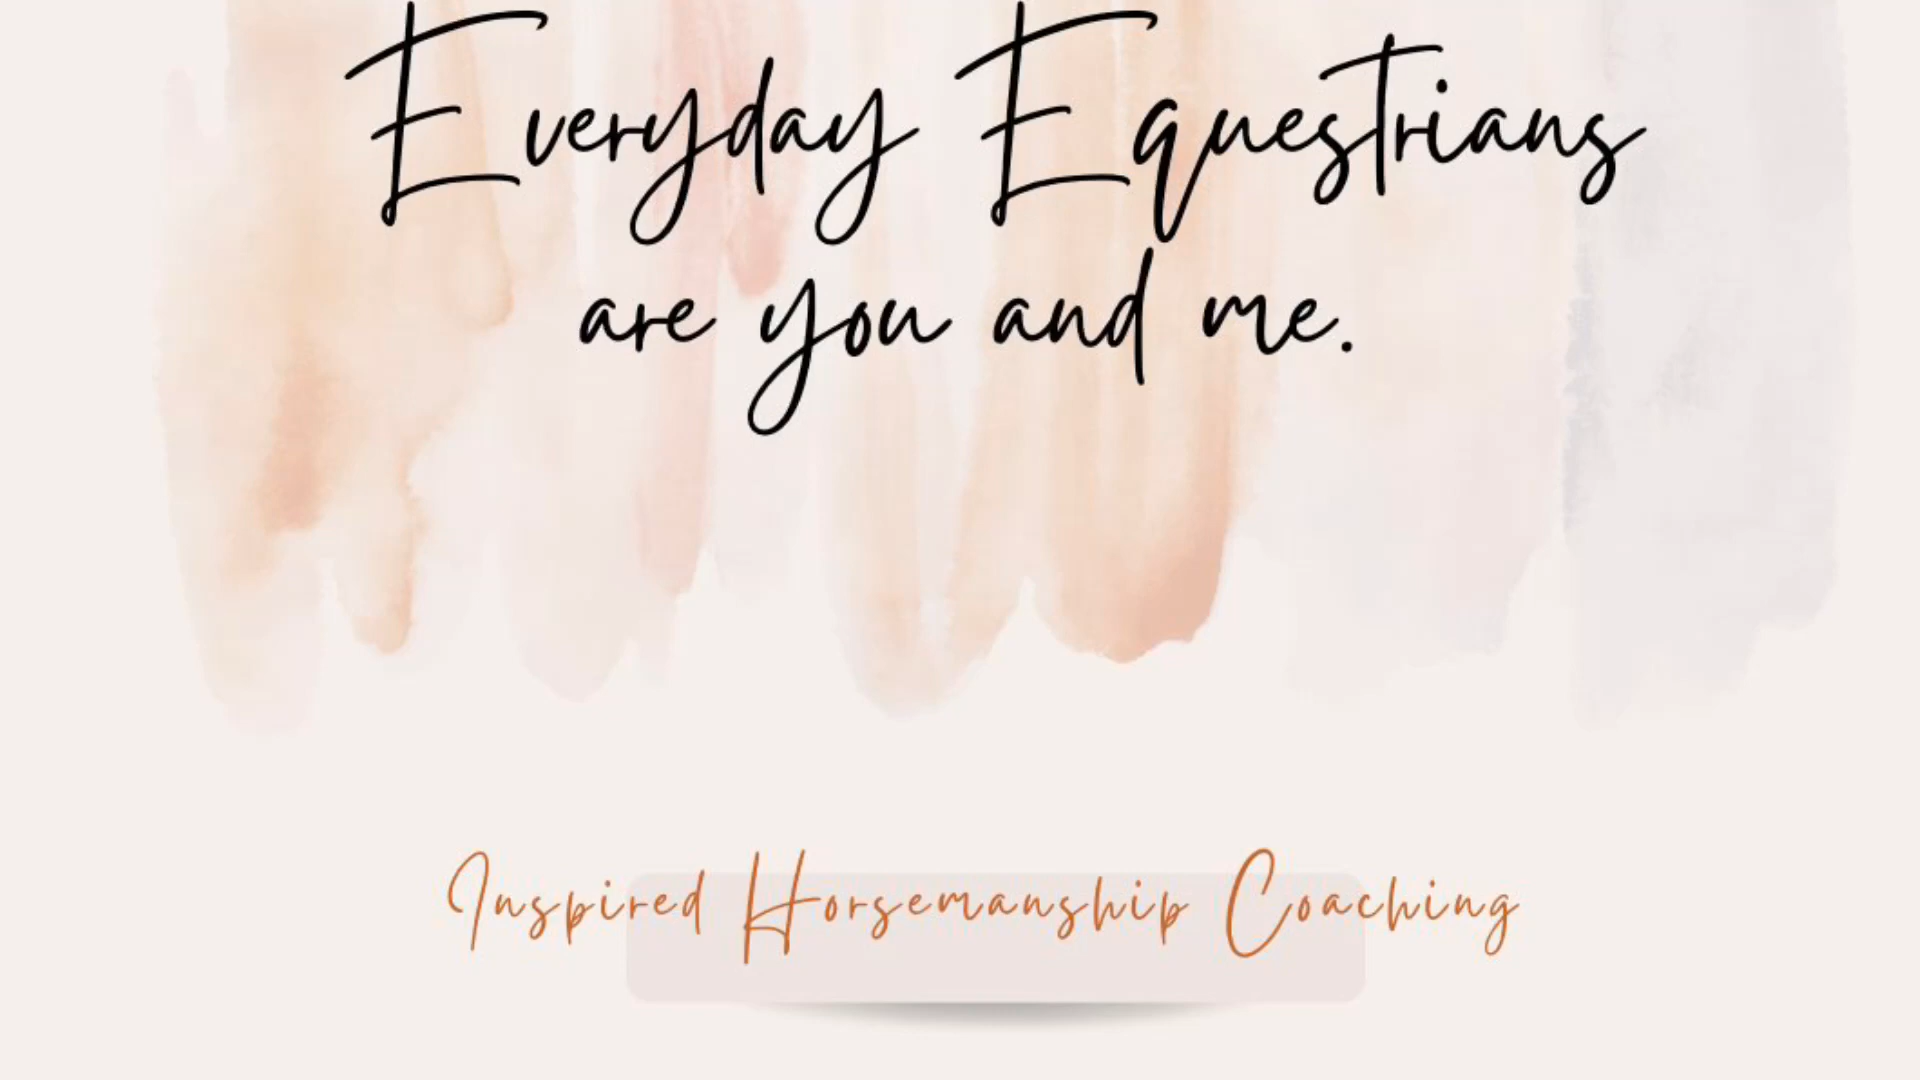 Everyday Equestrians
are you and me.
Inspired Horsemanship Coaching